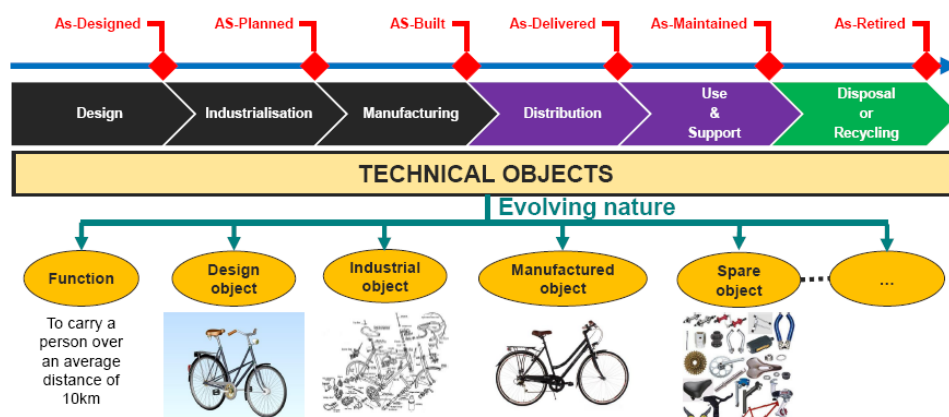 As-Designed
AS-Planned
AS-Built
As-Delivered
As-Maintained
As-Retired
Design
Industrialisation
Manufacturing
Distribution
Use
&
Support
Disposal
or
Recycling
TECHNICAL OBJECTS
Evolving nature
Function
Design
object
Industrial
object
Manufactured
object
Spare
object
...
To carry a
person over
an average
distance of
10km